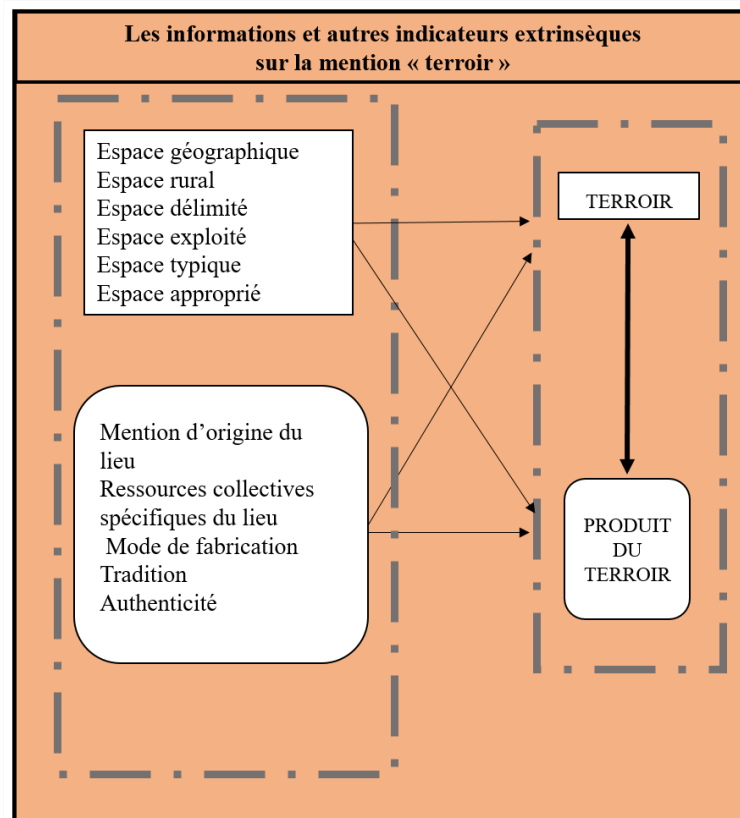 Les informations et autres indicateurs extrinsèques
sur la mention « terroir »
Espace géographique
Espace rural
Espace délimité
Espace exploité
Espace typique
Espace approprié
Mention d’origine du
lieu
Ressources collectives
spécifiques du lieu
Mode de fabrication
Tradition
Authenticité
TERROIR
PRODUIT
DU
TERROIR